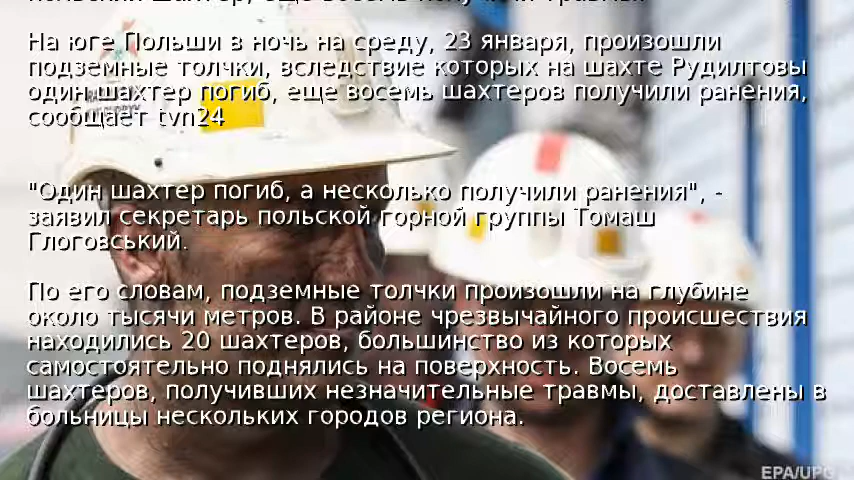 На юге Польши в ночь на среду, 23 января, произошли
подземные толчки, вследствие которых на шахте Рудилтовы
один шахтер погиб, еще восемь шахтеров получили ранения,
сообщает tvn24
"Один шахтер погиб, а несколько получили ранения", -
заявил секретарь польской горной группы Томаш
Глоговський.
По его словам, подземные толчки произошли на глубине
около тысячи метров. В районе чрезвычайного происшествия
находились 20 шахтеров, большинство из которых
самостоятельно поднялись на поверхность. Восемь
шахтеров, получивших незначительные травмы, доставлены в
больницы нескольких городов региона.
EPA/UPG